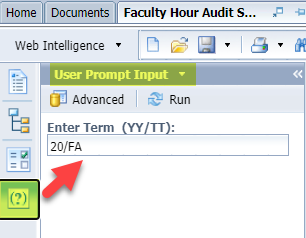 Home Documents Faculty Hour Audit S...
Web Intelligence
User Prompt Input
Advanced Run
Enter Term (YY/TT):
20/FA